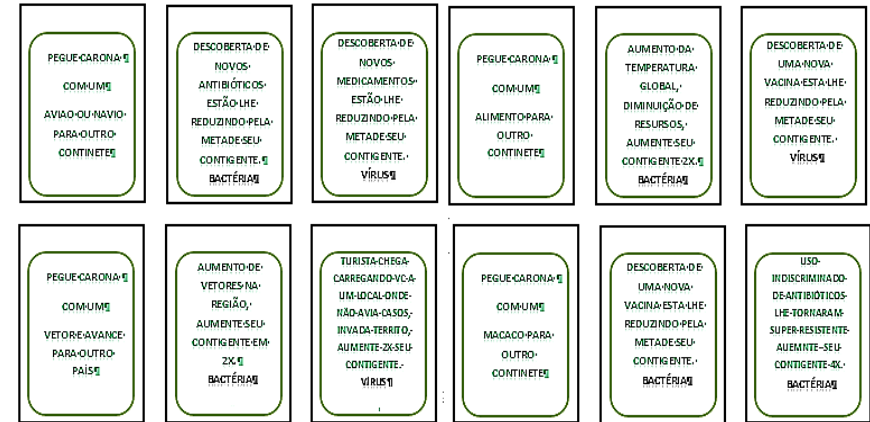 PEGUE CARONA
COM UM
AVIAO OU NAVIO
PARA OUTRO
CONTINETE
DESCOBERTA DE
NOVOS
ANTIBIÓTICOS
ESTÃO LHE
REDUZINDO PELA
METADE SEU
CONTIGENTE.
BACTÉRIA
DESCOBERTA DE
NOVOS
MEDICAMENTOS
ESTÃO LHE
REDUZINDO PELA
METADE SEU
CONTIGENTE.
VÍRUS
PEGUE CARONA
COM UM
ALIMENTO PARA
OUTRO
CONTINETE
AUMENTO DA
TEMPERATURA
GLOBAL,
DIMINUIÇÃO DE
RESURSOS,
AUMENTE SEU
CONTIGENTE 2X.
BACTÉRIA
DESCOBERTA DE
UMA NOVA
VACINA ESTA LHE
REDUZINDO PELA
METADE SEU
CONTIGENTE.
VÍRUS
PEGUE CARONA
COM UM
VETOR E AVANCE
PARA OUTRO
PAÍS
AUMENTO DE
VETORES NA
REGIÃO,
AUMENTE SEU
CONTIGENTE EM
2X.
BACTÉRIA
TURISTA CHEGA
CARREGANDO VC A
UM LOCAL ONDE
NÃO AVIA CASOS,
INVADA TERRITO,
AUMENTE 2X SEU
CONTIGENTE.
VÍRUS
PEGUE CARONA
COM UM
MACACO PARA
OUTRO
CONTINETE
DESCOBERTA DE
UMA NOVA
VACINA ESTA LHE
REDUZINDO PELA
METADE SEU
CONTIGENTE.
BACTÉRIA
USO
INDISCRIMINADO
DE ANTIBIÓTICOS
LHE TORNARAM
SUPER RESISTENTE
AUEMNTE SEU
CONTIGENTE 4X.
BACTÉRIA